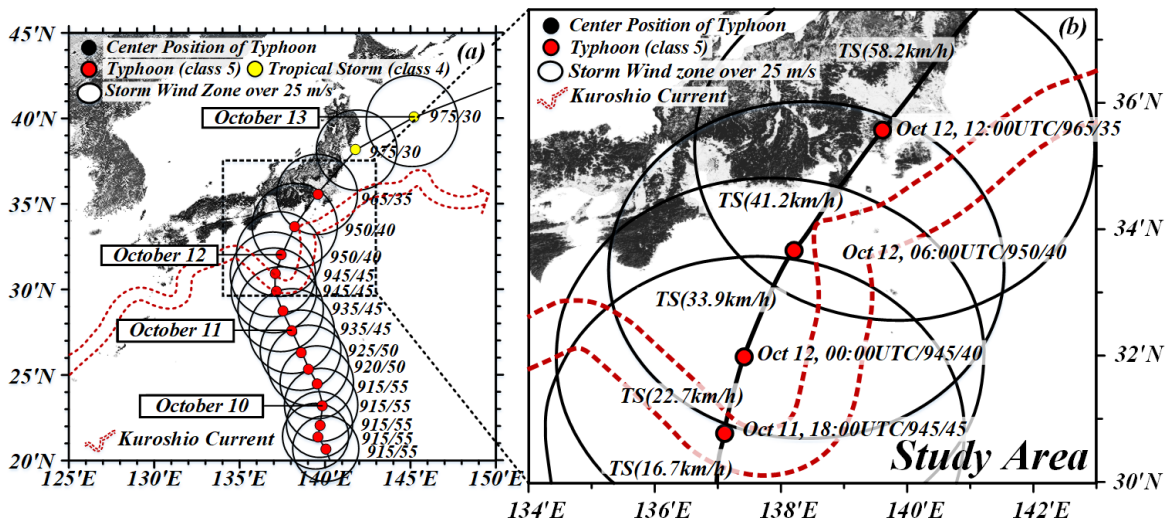 (a)
Center Position of Typhoon
Typhoon (class 5)
Tropical Storm (class 4)
Storm Wind Zone over 25 m/s
October 13
975/30
975/30
965/35
950/40
October 12
950/40
945/45
945/45
935/45
October 11
935/45
925/50
920/50
915/55
October 10
915/55
915/55
915/55
915/55
Kuroshio Current
45°N
40°N
35°N
30°N
25°N
20°N
125°E
130°E
135°E
140°E
145°E
150°E
(b)
Center Position of Typhoon
Typhoon (class 5)
Storm Wind zone over 25 m/s
Kuroshio Current
TS(58.2km/h)
Oct 12, 12:00UTC/965/35
TS(41.2km/h)
Oct 12, 06:00UTC/950/40
TS(33.9km/h)
Oct 12, 00:00UTC/945/40
TS(22.7km/h)
Oct 11, 18:00UTC/945/45
TS(16.7km/h)
Study Area
36'N
34'N
32'N
30'N
134'E
136'E
138'E
140'E
142'E